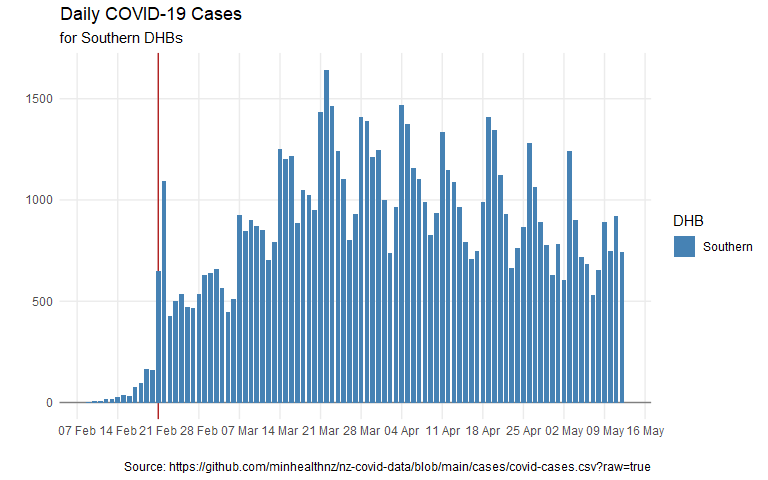 Daily COVID-19 Cases
for Southern DHBs
1500
1000
500
0
07 Feb 14 Feb 21 Feb 28 Feb 07 Mar 14 Mar 21 Mar 28 Mar 04 Apr 11 Apr 18 Apr 25 Apr 02 May 09 May 16 May
DHB
Southern
Source: https://github.com/minhealthnz/nz-covid-data/blob/main/cases/covid-cases.csv?raw=true